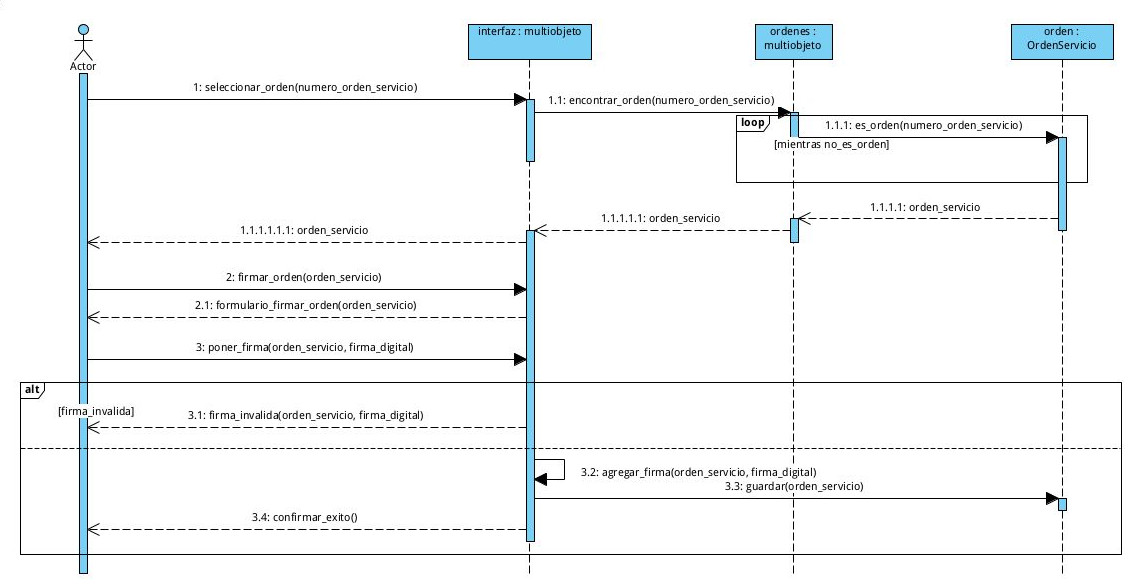 Actor
interfaz : multiobjeto
ordenes :
multiobjeto
orden :
OrdenServicio
1: seleccionar_orden(numero_orden_servicio)
1.1: encontrar_orden(numero_orden_servicio)
loop
1.1.1: es_orden(numero_orden_servicio)
[mientras no_es_orden]
1.1.1.1: orden_servicio
1.1.1.1.1: orden_servicio
1.1.1.1.1.1: orden_servicio
2: firmar_orden(orden_servicio)
2.1: formulario_firmar_orden(orden_servicio)
3: poner_firma(orden_servicio, firma_digital)
alt
[firma_invalida]
3.1: firma_invalida(orden_servicio, firma_digital)
3.2: agregar_firma(orden_servicio, firma_digital)
3.3: guardar(orden_servicio)
3.4: confirmar_exito()